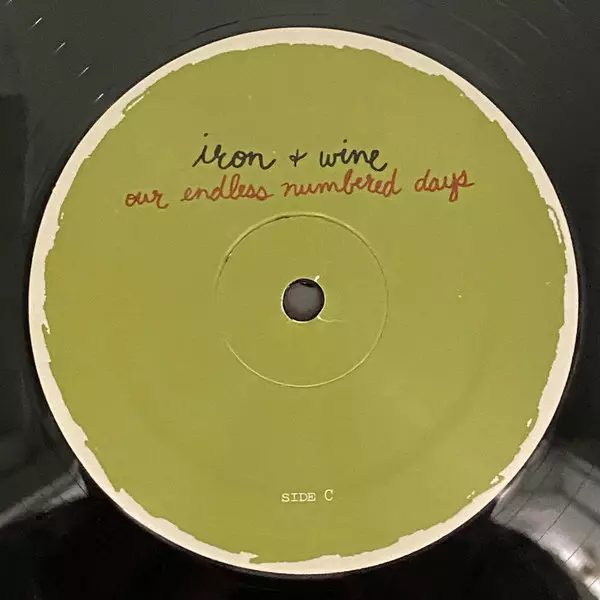 iron + wine
our endless numbered days
SIDE C